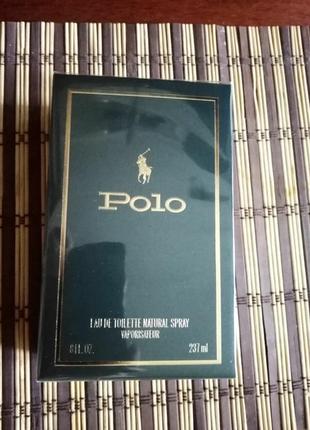 Polo
EAU DE TOILETTE NATURAL SPRAY
VAPORISATEUR
8 FL.OZ. 237 ml